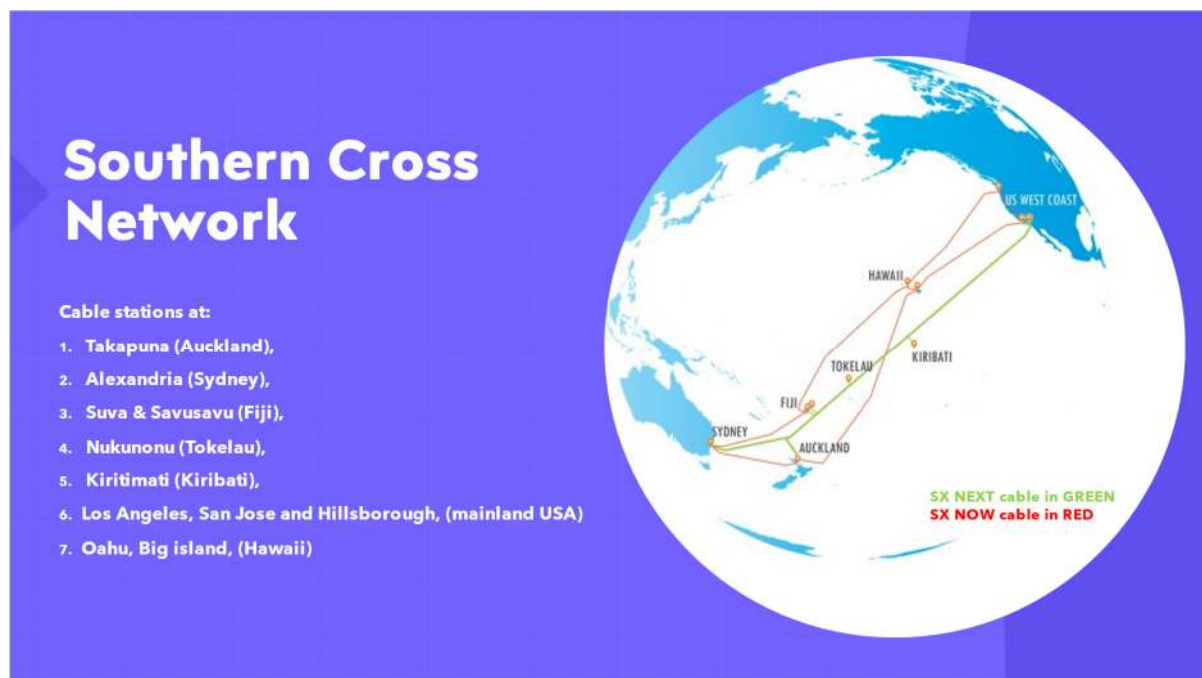 Southern Cross
Network
Cable stations at:
1. Takapuna (Auckland),
2. Alexandria (Sydney),
3. Suva & Savusavu (Fiji),
4. Nukunonu (Tokelau),
5. Kiritimati (Kiribati),
6. Los Angeles, San Jose and Hillsborough, (mainland USA)
7. Oahu, Big island, (Hawaii)
US WEST COAST
HAWAII
KIRIBATI
TOKELAU
FIJI
SYDNEY
AUCKLAND
SX NEXT cable in GREEN
SX NOW cable in RED